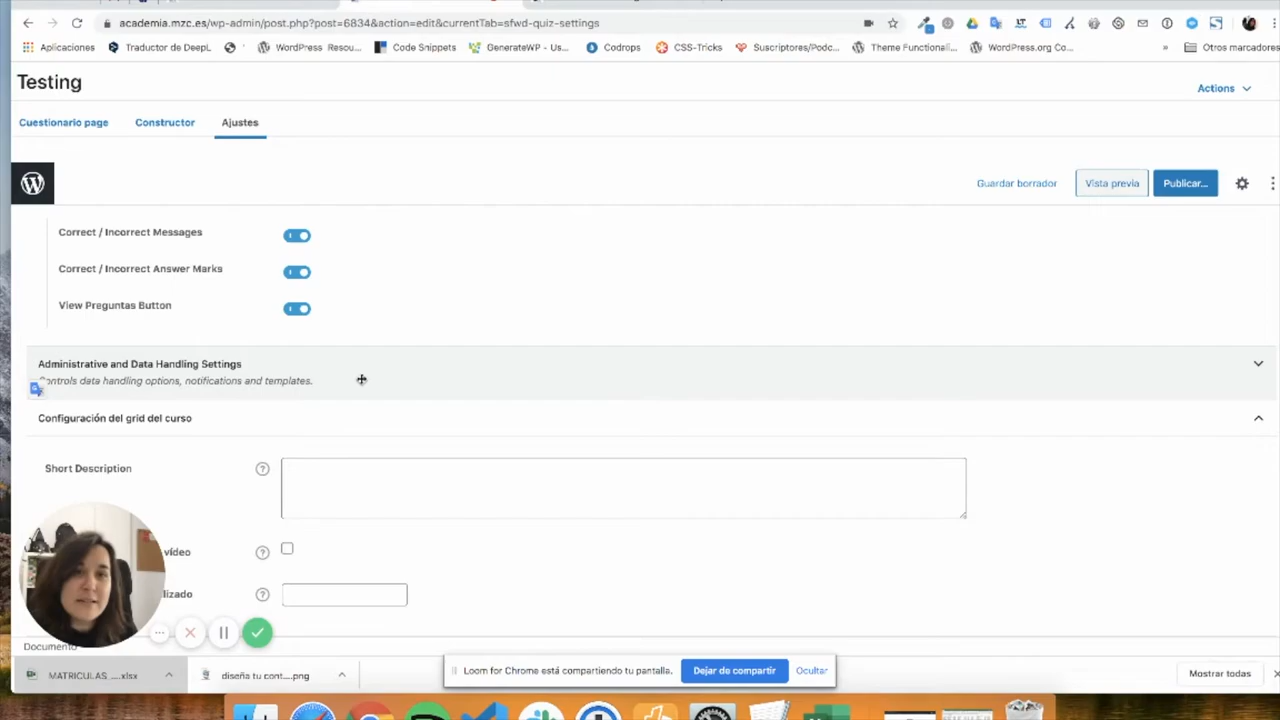 academia.mzc.es/wp-admin/post.php?post=6834&action=edit&currentTab=sfwd-quiz-settings
Aplicaciones
Traductor de DeepL
WordPress Resou...
Code Snippets
GenerateWP - Us...
Codrops
CSS-Tricks
Suscriptores/Podc...
Theme Functionali...
WordPress.org Co...
»
Otros marcadores
Testing
Actions
Cuestionario page
Constructor
Ajustes
Guardar borrador
Vista previa
Publicar...
Correct / Incorrect Messages
Correct / Incorrect Answer Marks
View Preguntas Button
Administrative and Data Handling Settings
ontrols data handling options, notifications and templates.
Configuración del grid del curso
Short Description
vídeo
lizado
Documento
MATRICULAS_....xlsx
diseña tu cont....png
Loom for Chrome está compartiendo tu pantalla.
Dejar de compartir
Ocultar
Mostrar todas